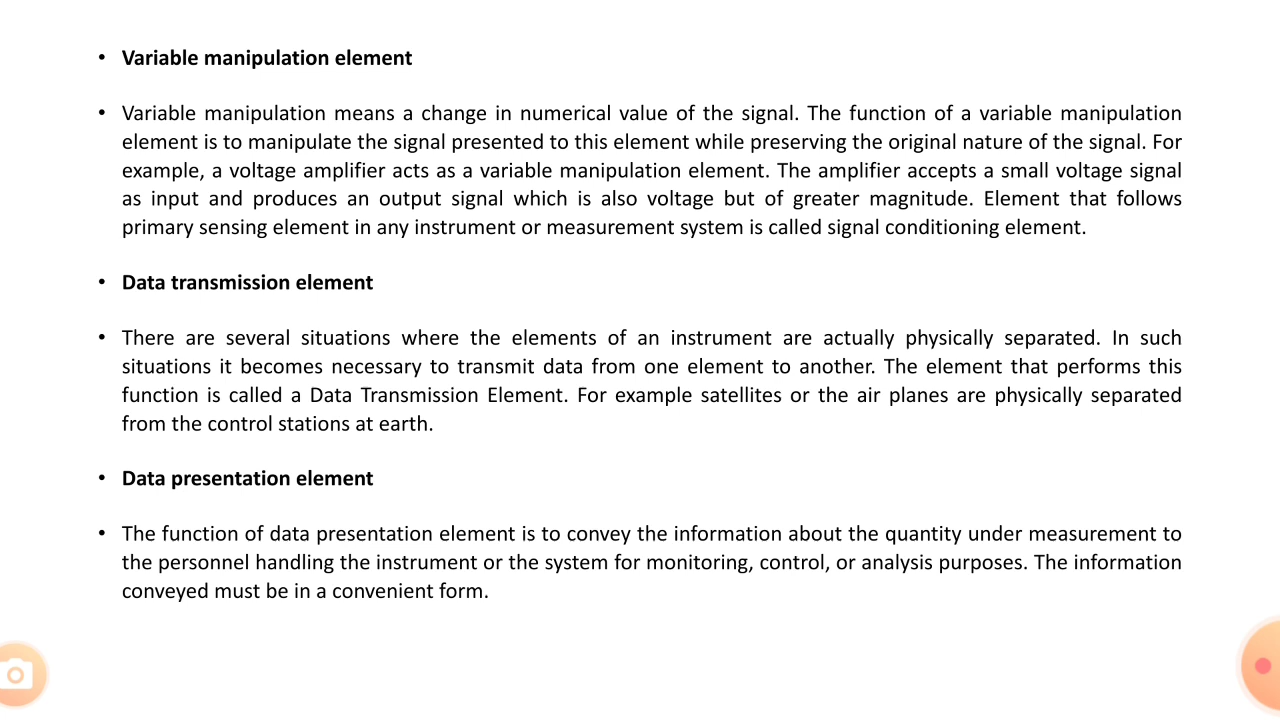 • Variable manipulation element
• Variable manipulation means a change in numerical value of the signal. The function of a variable manipulation
element is to manipulate the signal presented to this element while preserving the original nature of the signal. For
example, a voltage amplifier acts as a variable manipulation element. The amplifier accepts a small voltage signal
as input and produces an output signal which is also voltage but of greater magnitude. Element that follows
primary sensing element in any instrument or measurement system is called signal conditioning element.
• Data transmission element
• There are several situations where the elements of an instrument are actually physically separated. In such
situations it becomes necessary to transmit data from one element to another. The element that performs this
function is called a Data Transmission Element. For example satellites or the air planes are physically separated
from the control stations at earth.
• Data presentation element
• The function of data presentation element is to convey the information about the quantity under measurement to
the personnel handling the instrument or the system for monitoring, control, or analysis purposes. The information
conveyed must be in a convenient form.